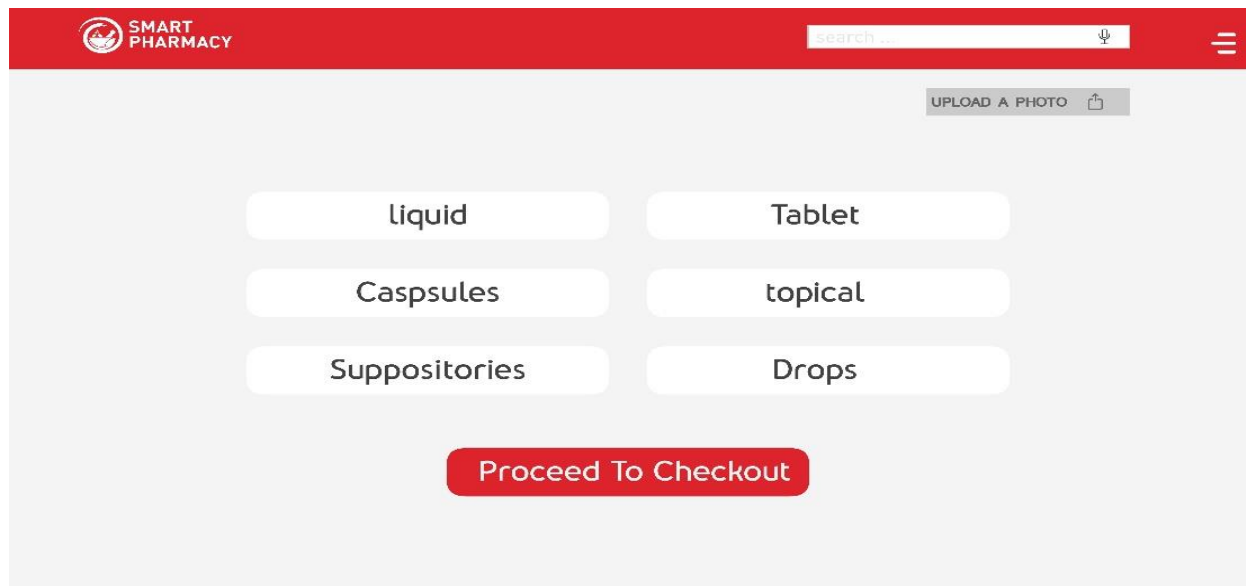 SMART
PHARMACY
search ...
UPLOAD A PHOTO
liquid
Tablet
Caspsules
topical
Suppositories
Drops
Proceed To Checkout